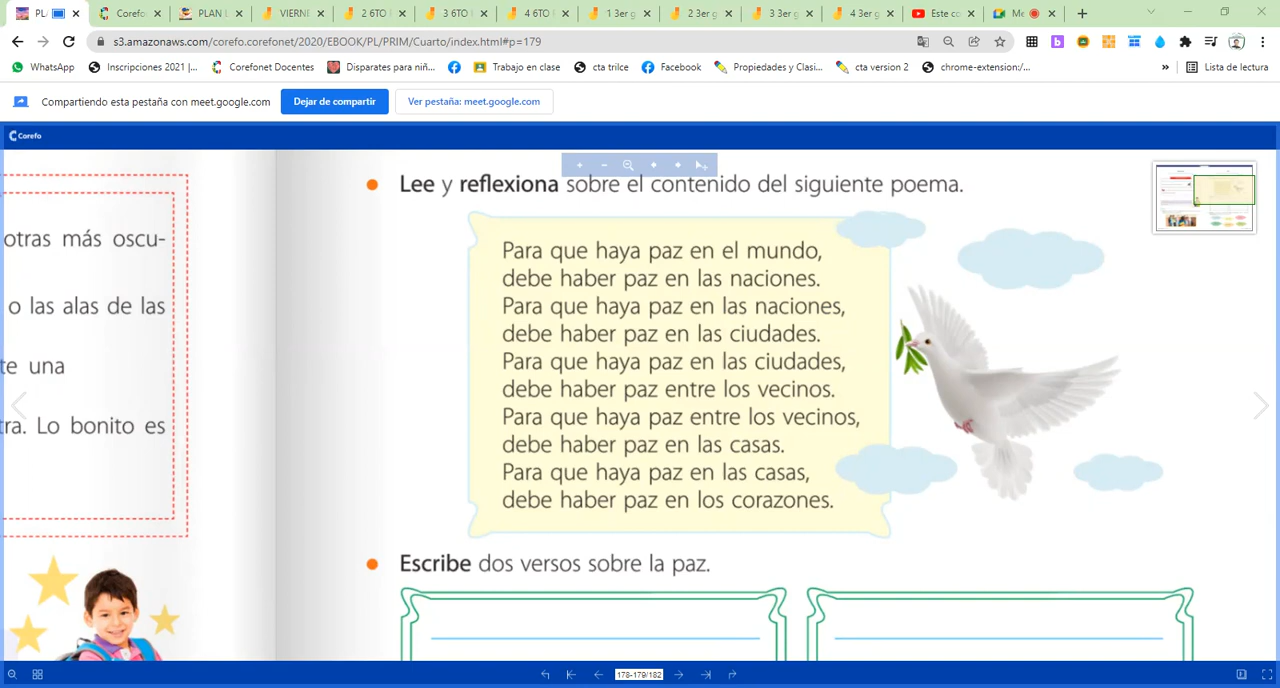 PL
Corefo
PLAN L
VIERNE
2 6TO
3 6TO
4 6TO
1 3er g
2 3er g
3 3er g
4 3er g
Este co
Me
s3.amazonaws.com/corefo.corefonet/2020/EBOOK/PL/PRIM/Cuarto/index.html#p=179
WhatsApp
Inscripciones 2021 |...
Corefonet Docentes
Disparates para niñ...
Trabajo en clase
cta trilce
Facebook
Propiedades y Clasi...
cta version 2
chrome-extension:/...
»
Lista de lectura
Compartiendo esta pestaña con meet.google.com
Dejar de compartir
Ver pestaña: meet.google.com
Corefo
otras más oscu-
o las alas de las
te una
tra. Lo bonito es
Lee y reflexiona sobre el contenido del siguiente poema.
Para que haya paz en el mundo,
debe haber paz en las naciones.
Para que haya paz en las naciones,
debe haber paz en las ciudades.
Para que haya paz en las ciudades,
debe haber paz entre los vecinos.
Para que haya paz entre los vecinos,
debe haber paz en las casas.
Para que haya paz en las casas,
debe haber paz en los corazones.
Escribe dos versos sobre la paz.
178-179/182